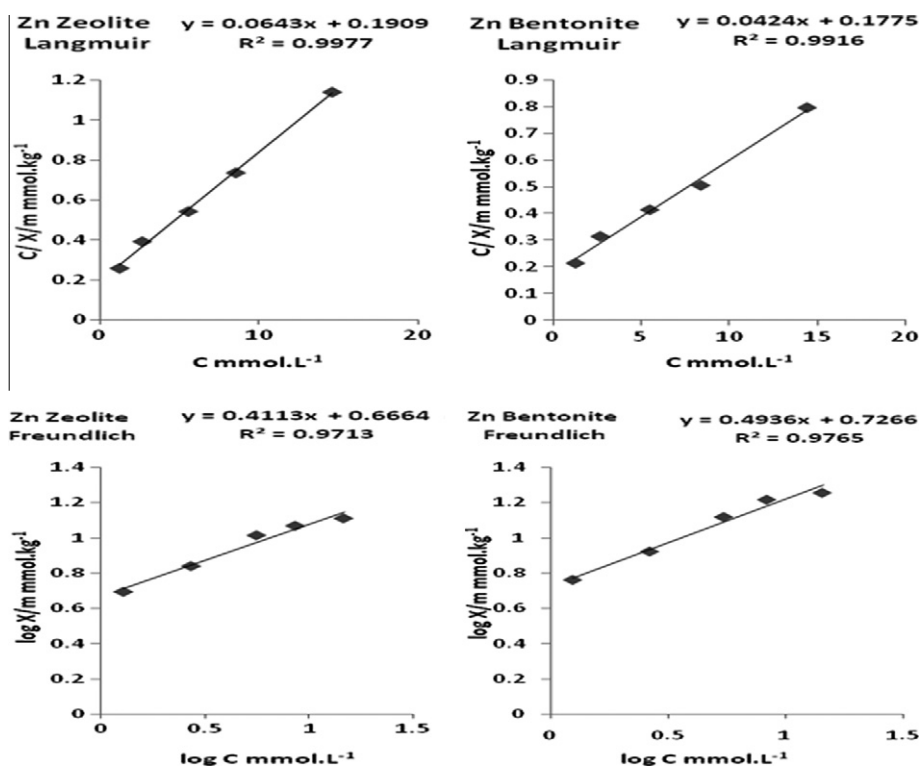 Zn Zeolite
Langmuir
y = 0.0643x + 0.1909
R² = 0.9977
C/ X/m mmol.kg⁻¹
1.2
1
0.8
0.6
0.4
0.2
0
0 10 20
C mmol.L⁻¹
Zn Bentonite
Langmuir
y = 0.0424x + 0.1775
R² = 0.9916
C/ X/m mmol.kg⁻¹
0.9
0.8
0.7
0.6
0.5
0.4
0.3
0.2
0.1
0
0 5 10 15 20
C mmol.L⁻¹
Zn Zeolite
Freundlich
y = 0.4113x + 0.6664
R² = 0.9713
log X/m mmol.kg⁻¹
1.4
1.2
1
0.8
0.6
0.4
0.2
0
0 0.5 1 1.5
log C mmol.L⁻¹
Zn Bentonite
Freundlich
y = 0.4936x + 0.7266
R² = 0.9765
log X/m mmol.kg⁻¹
1.4
1.2
1
0.8
0.6
0.4
0.2
0
0 0.5 1 1.5
log C mmol.L⁻¹